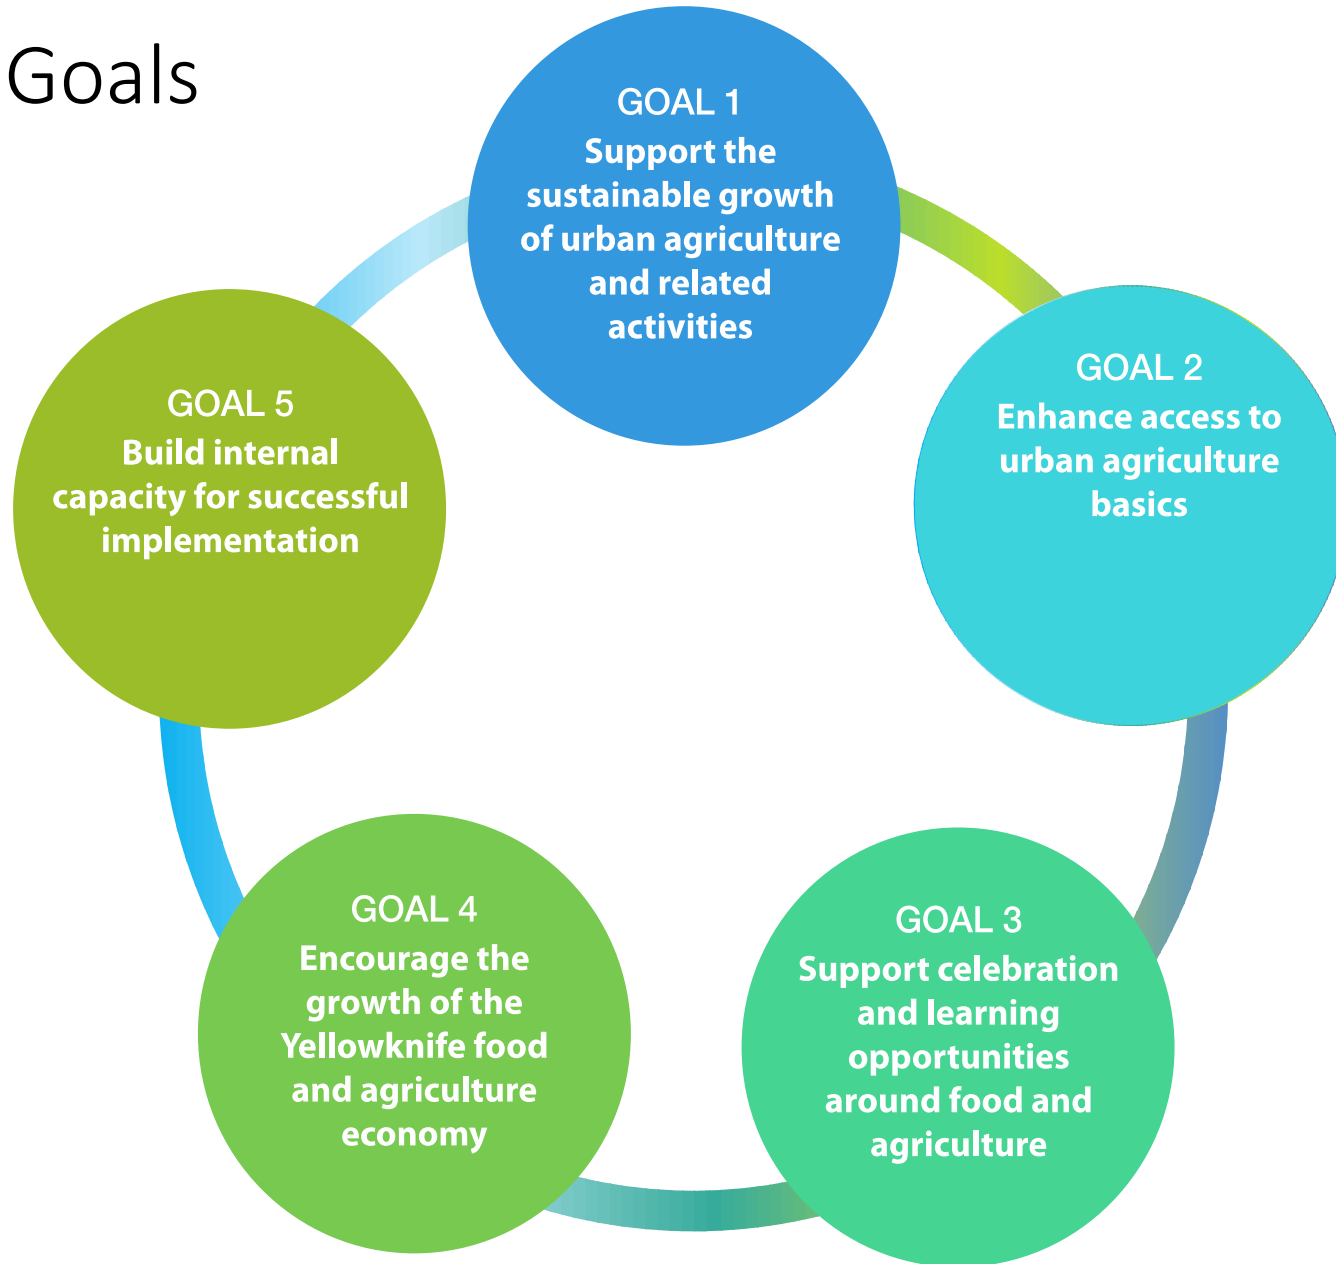 Goals
GOAL 1
Support the
sustainable growth
of urban agriculture
and related
activities
GOAL 2
Enhance access to
urban agriculture
basics
GOAL 3
Support celebration
and learning
opportunities
around food and
agriculture
GOAL 4
Encourage the
growth of the
Yellowknife food
and agriculture
economy
GOAL 5
Build internal
capacity for successful
implementation